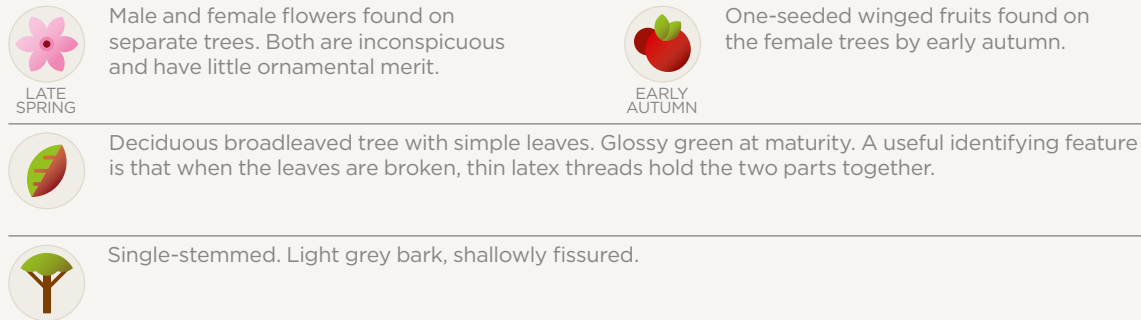 Male and female flowers found on
separate trees. Both are inconspicuous
and have little ornamental merit.
LATE
SPRING
One-seeded winged fruits found on
the female trees by early autumn.
EARLY
AUTUMN
Deciduous broadleaved tree with simple leaves. Glossy green at maturity. A useful identifying feature
is that when the leaves are broken, thin latex threads hold the two parts together.
Single-stemmed. Light grey bark, shallowly fissured.